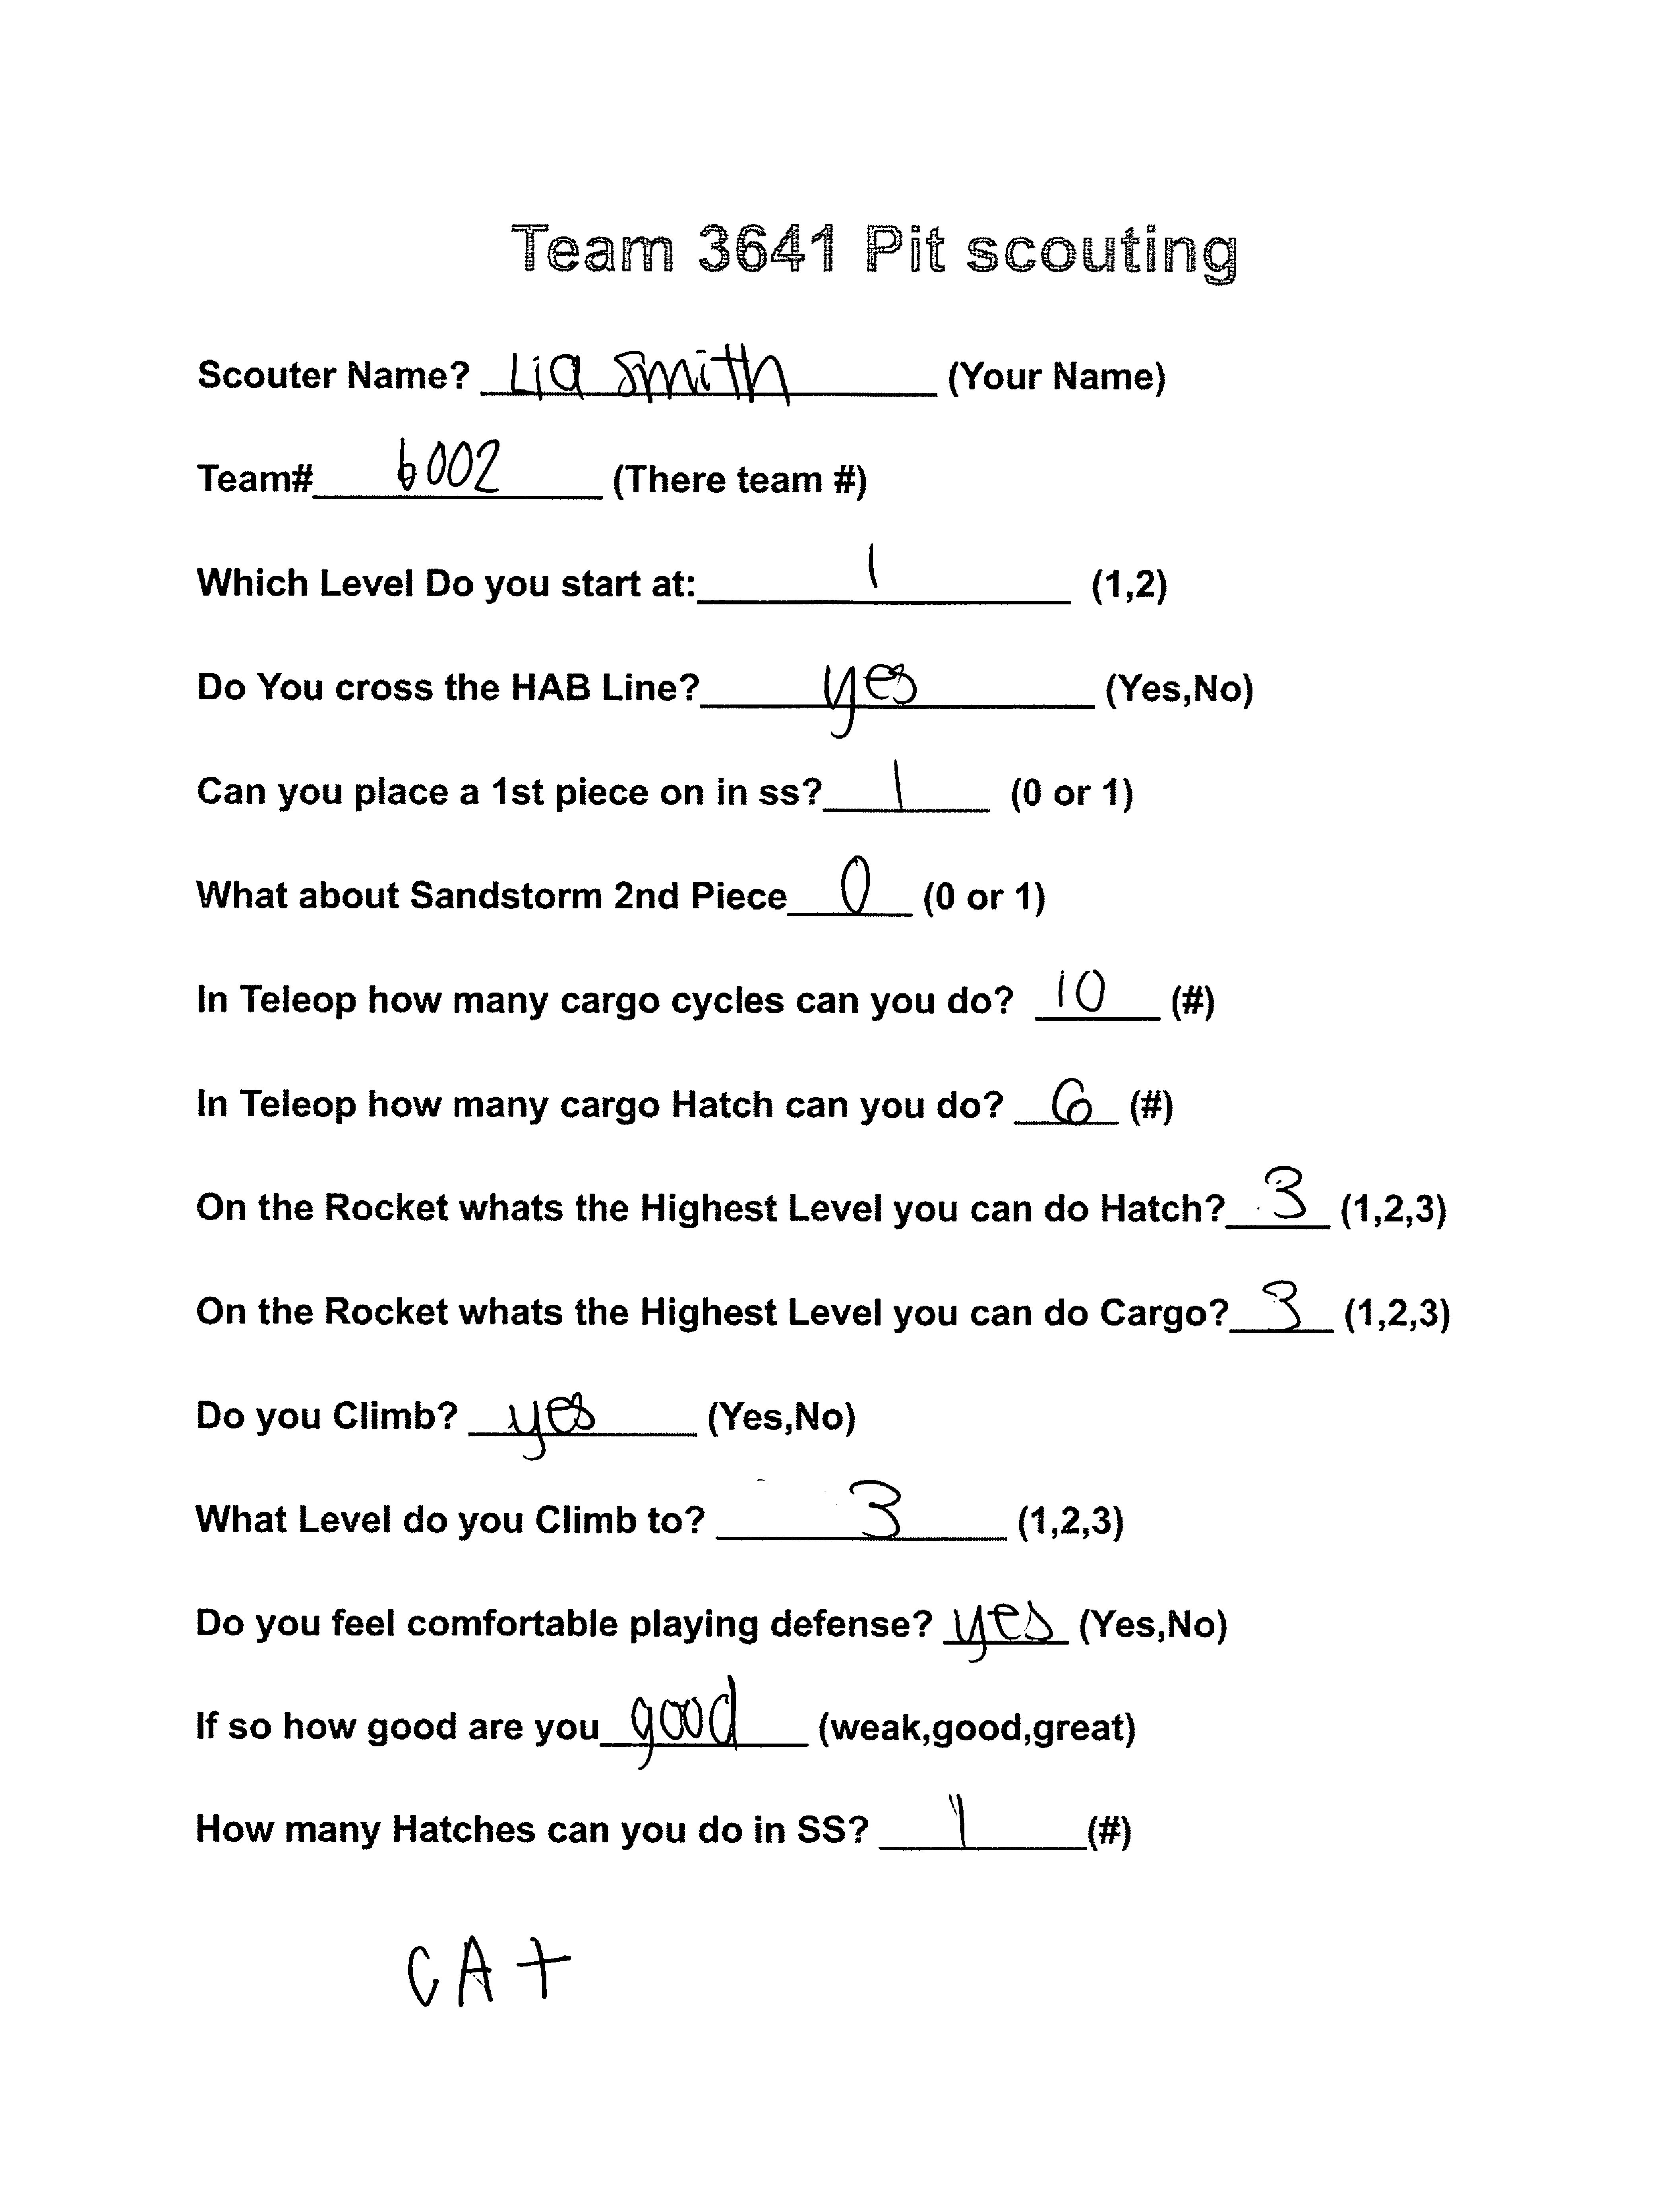 Team 3641 Pit scouting
Scouter Name? Lia Smith (Your Name)
Team# 6002 (There team #)
Which Level Do you start at: 1 (1,2)
Do You cross the HAB Line? yes (Yes,No)
Can you place a 1st piece on in ss? 1 (0 or 1)
What about Sandstorm 2nd Piece 0 (0 or 1)
In Teleop how many cargo cycles can you do? 10 (#)
In Teleop how many cargo Hatch can you do? 6 (#)
On the Rocket whats the Highest Level you can do Hatch? 3 (1,2,3)
On the Rocket whats the Highest Level you can do Cargo? 3 (1,2,3)
Do you Climb? yes (Yes,No)
What Level do you Climb to? 3 (1,2,3)
Do you feel comfortable playing defense? yes (Yes,No)
If so how good are you good (weak,good,great)
How many Hatches can you do in SS? 1 (#)
CAt